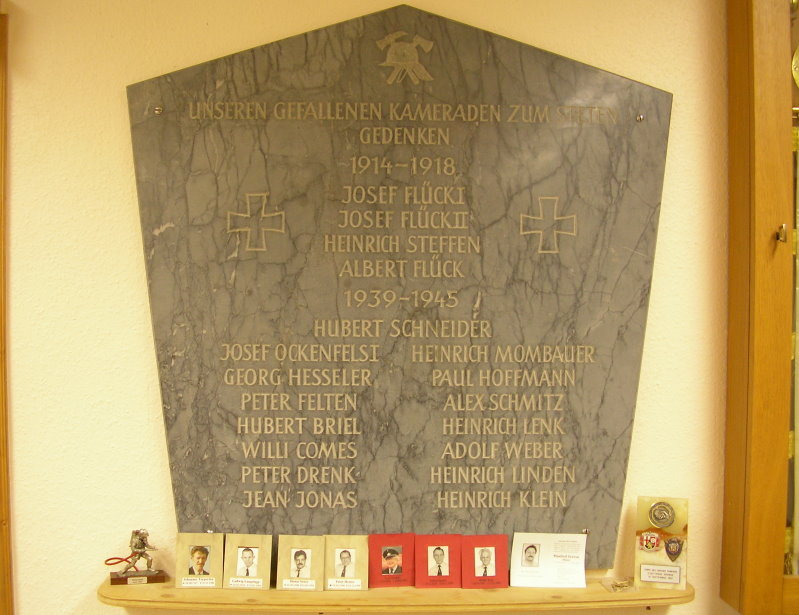 UNSEREN GEFALLENEN KAMERADEN ZUM STETEN
GEDENKEN
1914-1918
JOSEF FLÜCK I
JOSEF FLÜCK II
HEINRICH STEFFEN
ALBERT FLÜCK
1939-1945
HUBERT SCHNEIDER
JOSEF OCKENFELS I HEINRICH MOMBAUER
GEORG HESSELER PAUL HOFFMANN
PETER FELTEN ALEX SCHMITZ
HUBERT BRIEL HEINRICH LENK
WILLI COMES ADOLF WEBER
PETER DRENK HEINRICH LINDEN
JEAN JONAS HEINRICH KLEIN